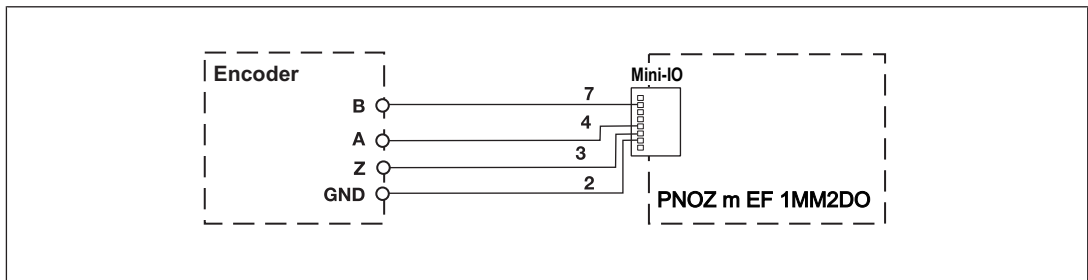 Encoder
Mini-IO
B
7
A
4
Z
3
GND
2
PNOZ m EF 1MM2DO